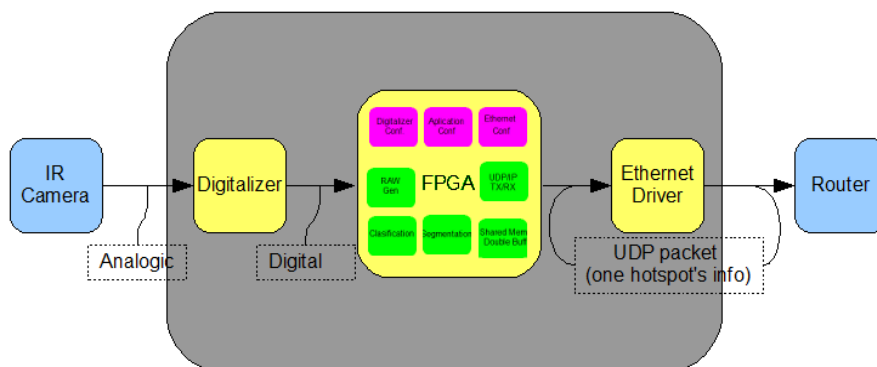 IR
Camera
Digitalizer
Digitalizer
Conf
Aplication
Conf
Ethernet
Conf
RAW
Gen
FPGA
UDP/IP
TX/RX
Clasification
Segmentation
Shared Mem
Double Buff
Ethernet
Driver
Router
Analogic
Digital
UDP packet
(one hotspot's info)